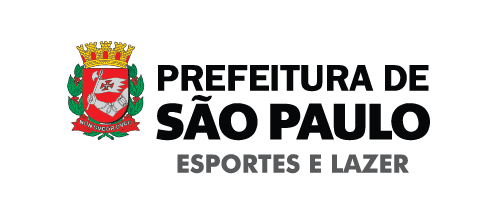 PREFEITURA DE
SÃO PAULO
ESPORTES E LAZER